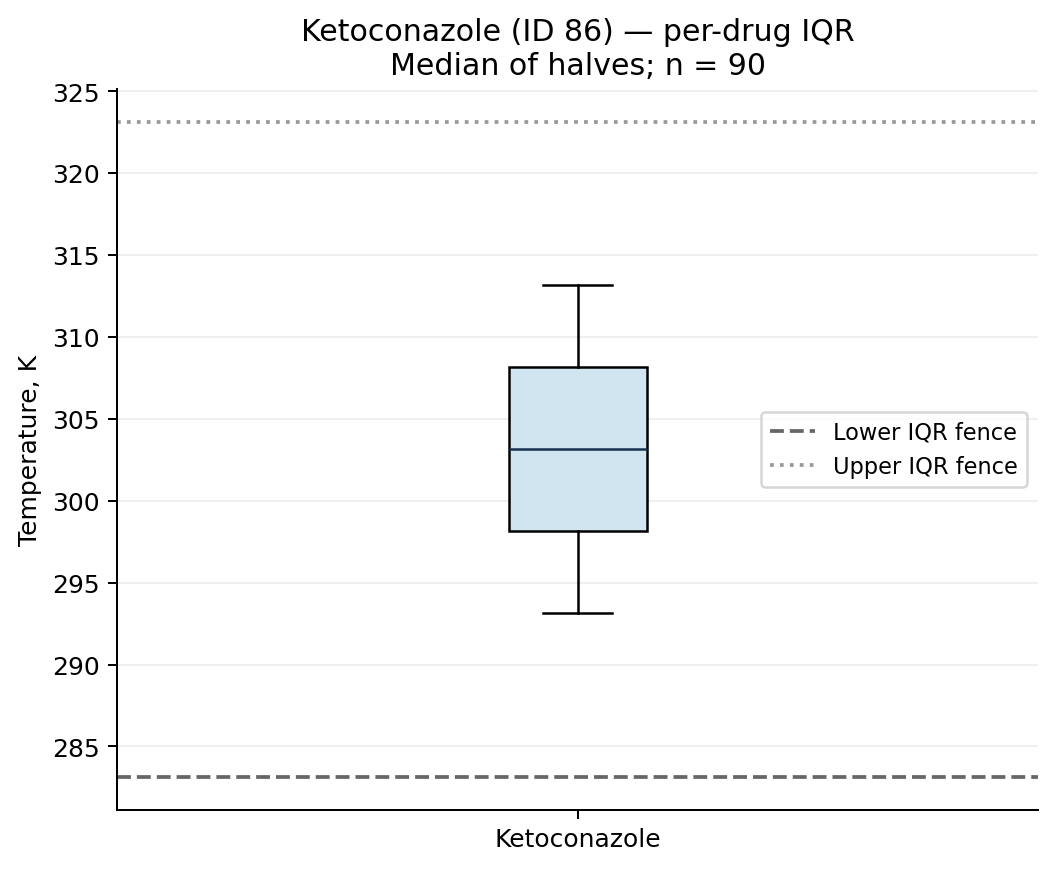 Ketoconazole (ID 86) — per-drug IQR
Median of halves; n = 90
325
320
315
310
305
300
295
290
285
Temperature, K
Lower IQR fence
Upper IQR fence
Ketoconazole